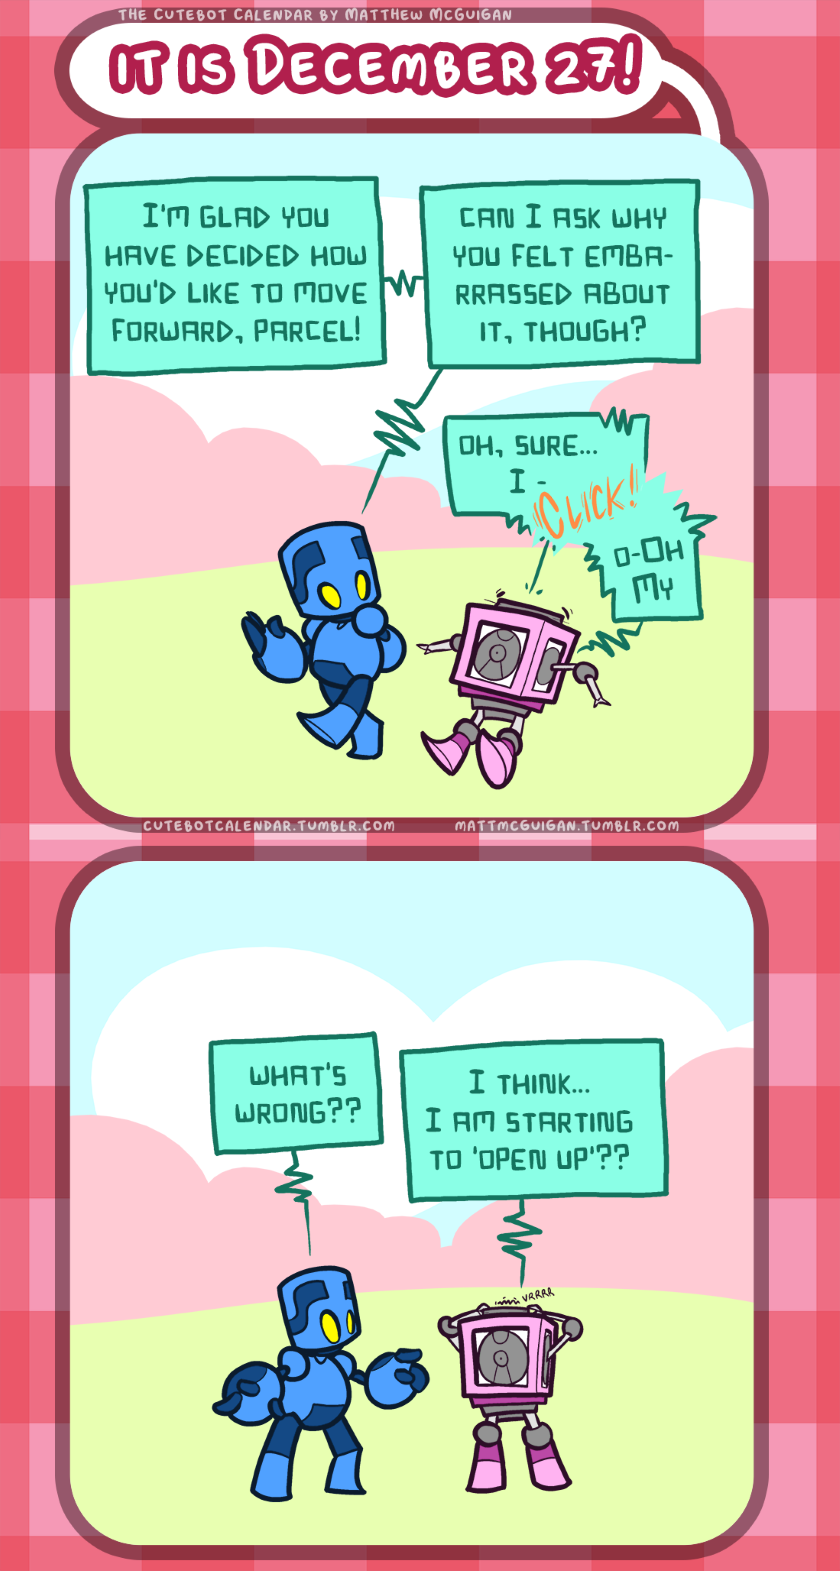 THE CUTEBOT CALENDAR BY MATTHEW MCGUIGAN
IT IS DECEMBER 27!
I'M GLAD YOU
HAVE DECIDED HOW
YOU'D LIKE TO MOVE
FORWARD, PARCEL!
CAN I ASK WHY
YOU FELT EMBA-
RRASSED ABOUT
IT, THOUGH?
OH, SURE...
I -
CLICK!
O-OH
MY
CUTEBOTCALENDAR.TUMBLR.COM
MATTMCGUIGAN.TUMBLR.COM
WHAT'S
WRONG??
I THINK...
I AM STARTING
TO 'OPEN UP'??
VRRRR